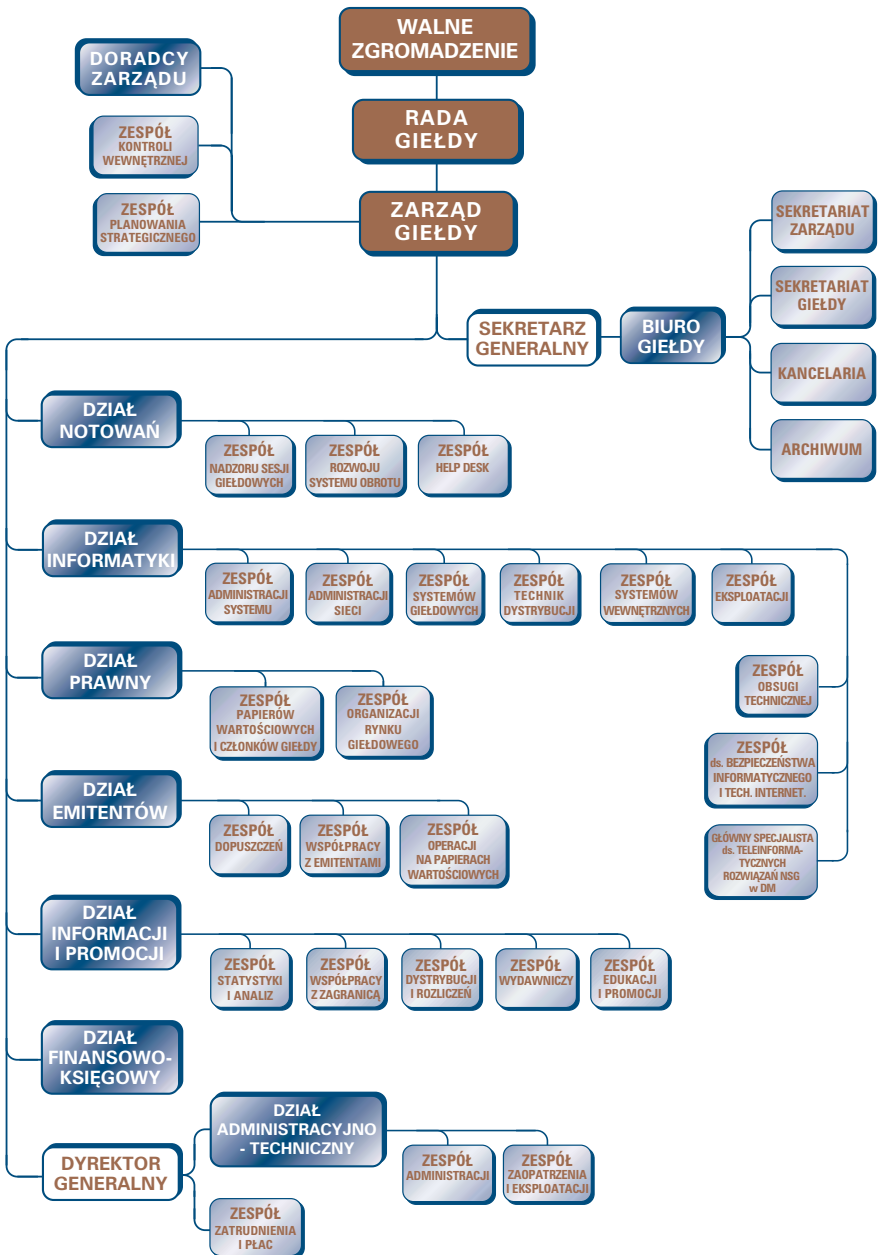 WALNE
ZGROMADZENIE
DORADCY
ZARZĄDU
RADA
GIEŁDY
ZESPÓŁ
KONTROLI
WEWNĘTRZNEJ
ZARZĄD
GIEŁDY
ZESPÓŁ
PLANOWANIA
STRATEGICZNEGO
SEKRETARIAT
ZARZĄDU
SEKRETARIAT
GIEŁDY
SEKRETARZ
GENERALNY
BIURO
GIEŁDY
KANCELARIA
ARCHIWUM
DZIAŁ
NOTOWAŃ
ZESPÓŁ
NADZORU SESJI
GIEŁDOWYCH
ZESPÓŁ
ROZWOJU
SYSTEMU OBROTU
ZESPÓŁ
HELP DESK
DZIAŁ
INFORMATYKI
ZESPÓŁ
ADMINISTRACJI
SYSTEMU
ZESPÓŁ
ADMINISTRACJI
SIECI
ZESPÓŁ
SYSTEMÓW
GIEŁDOWYCH
ZESPÓŁ
TECHNIK
DYSTRYBUCJI
ZESPÓŁ
SYSTEMÓW
WEWNĘTRZNYCH
ZESPÓŁ
EKSPLOATACJI
ZESPÓŁ
OBSUGI
TECHNICZNEJ
ZESPÓŁ
ds. BEZPIECZEŃSTWA
INFORMATYCZNEGO
I TECH. INTERNET.
GŁÓWNY SPECJALISTA
ds. TELEINFORMA-
TYCZNYCH
ROZWIĄZAŃ NSG
w DM
DZIAŁ
PRAWNY
ZESPÓŁ
PAPIERÓW
WARTOŚCIOWYCH
I CZŁONKÓW GIEŁDY
ZESPÓŁ
ORGANIZACJI
RYNKU
GIEŁDOWEGO
DZIAŁ
EMITENTÓW
ZESPÓŁ
DOPUSZCZEŃ
ZESPÓŁ
WSPÓŁPRACY
Z EMITENTAMI
ZESPÓŁ
OPERACJI
NA PAPIERACH
WARTOŚCIOWYCH
DZIAŁ
INFORMACJI
I PROMOCJI
ZESPÓŁ
STATYSTYKI
I ANALIZ
ZESPÓŁ
WSPÓŁPRACY
Z ZAGRANICĄ
ZESPÓŁ
DYSTRYBUCJI
I ROZLICZEŃ
ZESPÓŁ
WYDAWNICZY
ZESPÓŁ
EDUKACJI
I PROMOCJI
DZIAŁ
FINANSOWO-
KSIĘGOWY
DYREKTOR
GENERALNY
DZIAŁ
ADMINISTRACYJNO
- TECHNICZNY
ZESPÓŁ
ADMINISTRACJI
ZESPÓŁ
ZAOPATRZENIA
I EKSPLOATACJI
ZESPÓŁ
ZATRUDNIENIA
I PŁAC